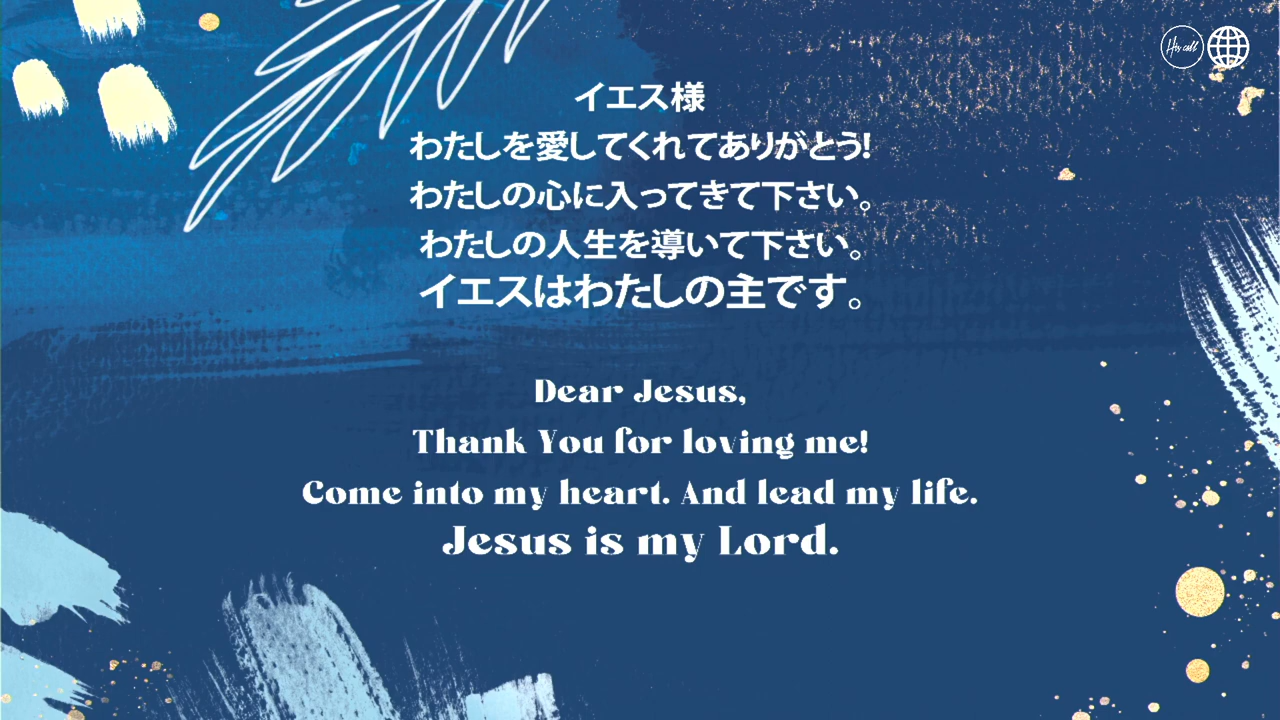 His call
イエス様
わたしを愛してくれてありがとう!
わたしの心に入ってきて下さい。
わたしの人生を導いて下さい。
イエスはわたしの主です。
Dear Jesus,
Thank You for loving me!
Come into my heart. And lead my life.
Jesus is my Lord.